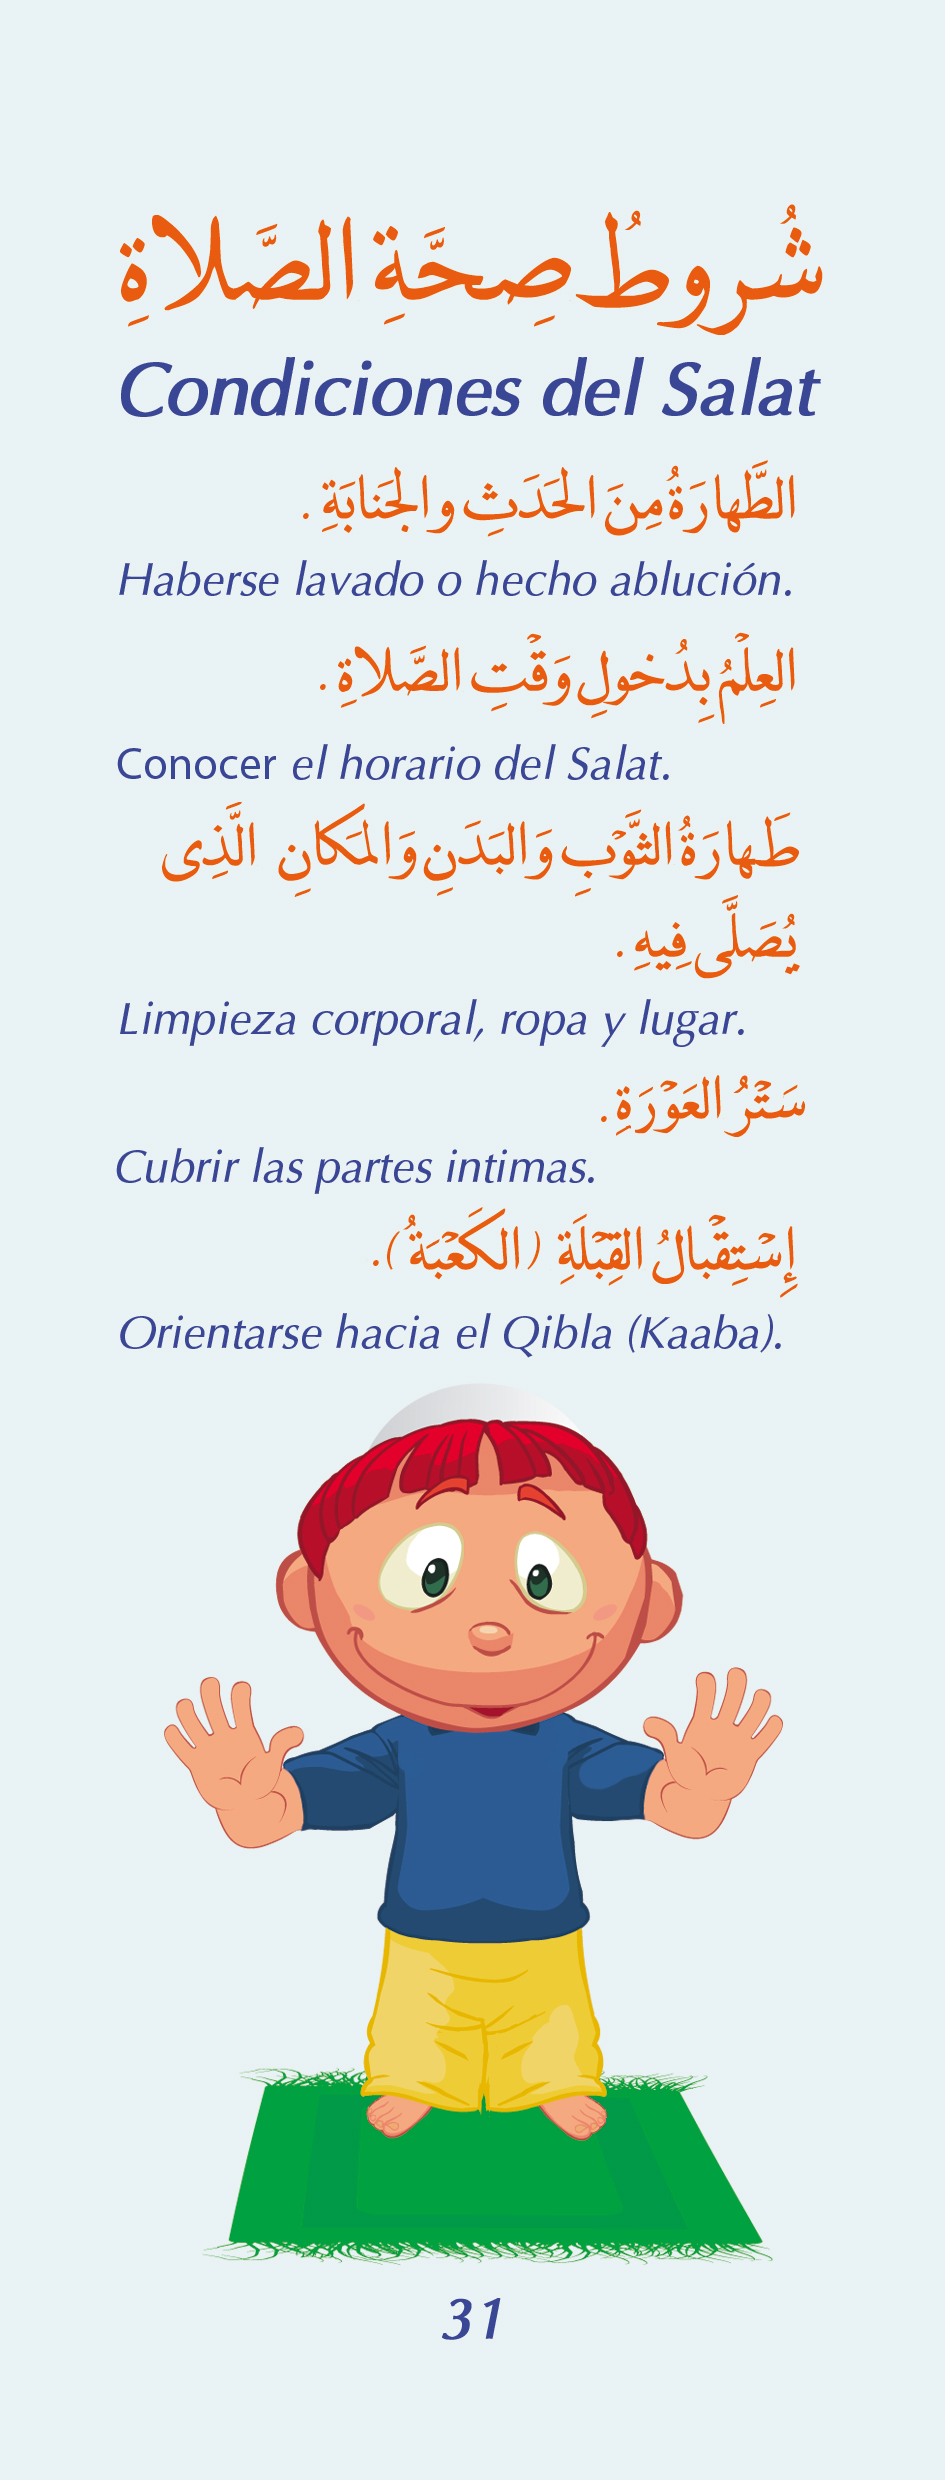 شُروطُ صِحَّةِ الصَّلاةِ
Condiciones del Salat
الطَّهارَةُ مِنَ الحَدَثِ والجَنابَةِ .
Haberse lavado o hecho ablución.
العِلْمُ بِدُخولِ وَقْتِ الصَّلاةِ .
Conocer el horario del Salat.
طَهارَةُ الثَّوْبِ وَالبَدَنِ وَالمَكانِ الَّذِى
يُصَلَّى فِيهِ .
Limpieza corporal, ropa y lugar.
سَتْرُ العَوْرَةِ .
Cubrir las partes intimas.
إِسْتِقْبالُ القِبْلَةِ (الكَعْبَةُ).
Orientarse hacia el Qibla (Kaaba).
31